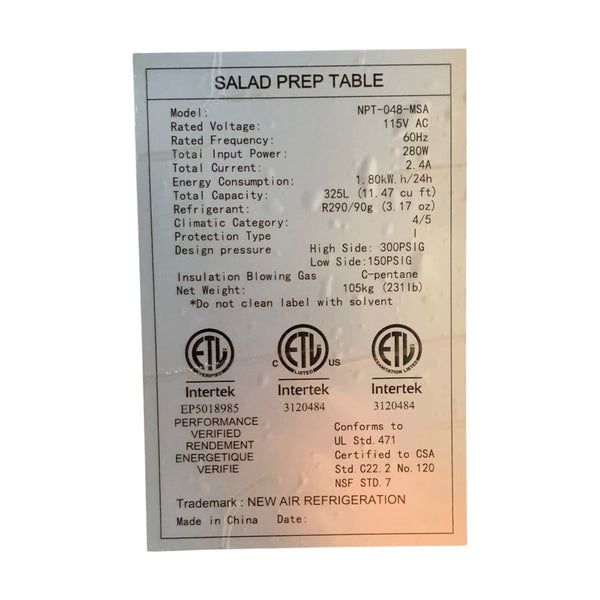 SALAD PREP TABLE
Model: NPT-048-MSA
Rated Voltage: 115V AC
Rated Frequency: 60Hz
Total Input Power: 280W
Total Current: 2.4A
Energy Consumption: 1.80kW.h/24h
Total Capacity: 325L (11.47 cu ft)
Refrigerant: R290/90g (3.17 oz)
Climatic Category: 4/5
Protection Type I
Design pressure High Side: 300PSIG
Low Side:150PSIG
Insulation Blowing Gas C-pentane
Net Weight: 105kg (231lb)
*Do not clean label with solvent
ETL VERIFIED
C ETL LISTED US
ETL SANITATION LISTED
Intertek Intertek Intertek
EP5018985 3120484 3120484
PERFORMANCE
VERIFIED
RENDEMENT
ENERGETIQUE
VERIFIE
Conforms to
UL Std. 471
Certified to CSA
Std. C22.2 No. 120
NSF STD. 7
Trademark : NEW AIR REFRIGERATION
Made in China Date: